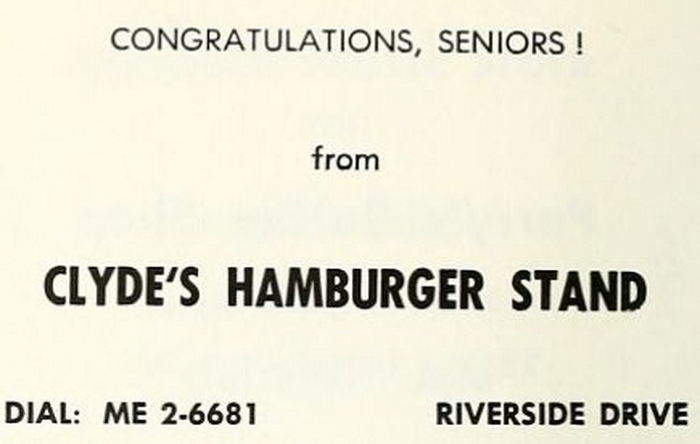 CONGRATULATIONS, SENIORS !
from
CLYDE'S HAMBURGER STAND
DIAL: ME 2-6681 RIVERSIDE DRIVE